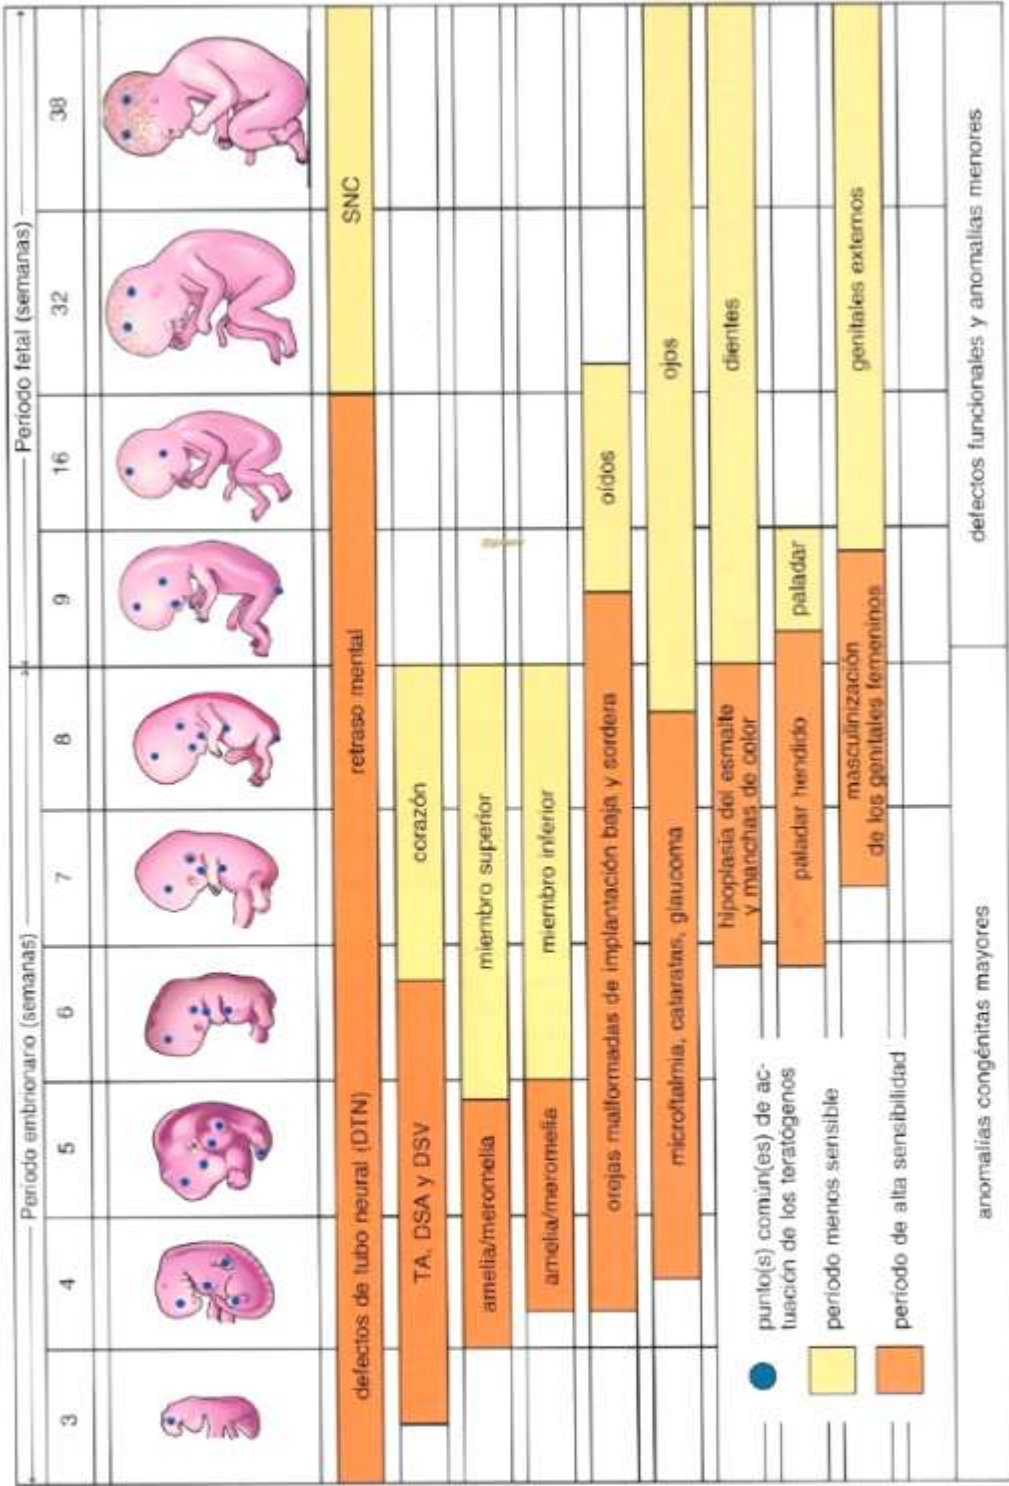 Período embrionario (semanas)
Período fetal (semanas)
3
4
5
6
7
8
9
16
32
38
defectos de tubo neural (DTN)
retraso mental
SNC
TA, DSA y DSV
corazón
amelia/meromelia
miembro superior
amelia/meromelia
miembro inferior
orejas malformadas de implantación baja y sordera
oídos
microftalmia, cataratas, glaucoma
ojos
hipoplasia del esmalte
y manchas de color
dientes
paladar hendido
paladar
masculinización
de los genitales femeninos
genitales externos
punto(s) común(es) de ac-
tuación de los teratógenos
período menos sensible
período de alta sensibilidad
anomalías congénitas mayores
defectos funcionales y anomalías menores